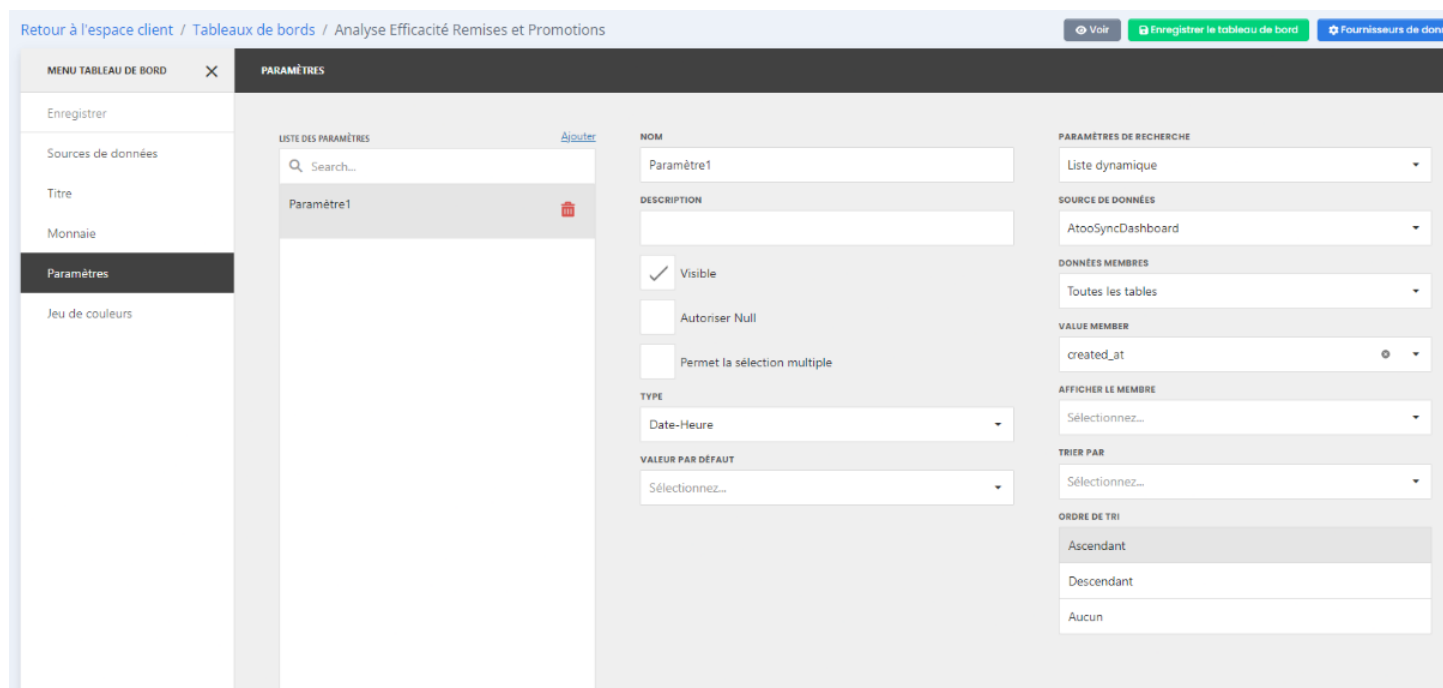 Retour à l'espace client / Tableaux de bords / Analyse Efficacité Remises et Promotions
Voir
Enregistrer le tableau de bord
Fournisseurs de don
MENU TABLEAU DE BORD
PARAMÈTRES
Enregistrer
Sources de données
Titre
Monnaie
Paramètres
Jeu de couleurs
LISTE DES PARAMÈTRES
Ajouter
Search...
Paramétre1
NOM
Paramètre1
DESCRIPTION
Visible
Autoriser Null
Permet la sélection multiple
TYPE
Date-Heure
VALEUR PAR DÉFAUT
Sélectionnez...
PARAMÈTRES DE RECHERCHE
Liste dynamique
SOURCE DE DONNÉES
AtooSyncDashboard
DONNÉES MEMBRES
Toutes les tables
VALUE MEMBER
created_at
AFFICHER LE MEMBRE
Sélectionnez...
TRIER PAR
Sélectionnez...
ORDRE DE TRI
Ascendant
Descendant
Aucun